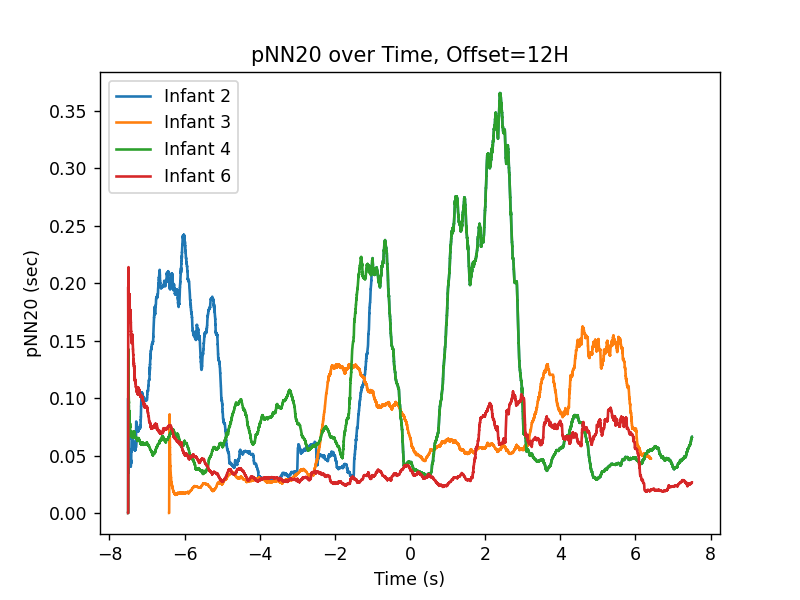 pNN20 over Time, Offset=12H
Infant 2
Infant 3
Infant 4
Infant 6
pNN20 (sec)
0.35
0.30
0.25
0.20
0.15
0.10
0.05
0.00
−8 −6 −4 −2 0 2 4 6 8
Time (s)